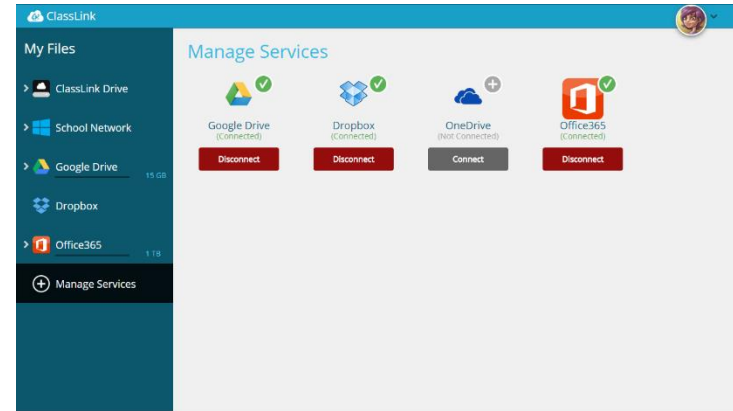 ClassLink
My Files
ClassLink Drive
School Network
Google Drive
15 GB
Dropbox
Office365
1 TB
Manage Services
Manage Services
Google Drive
(Connected)
Disconnect
Dropbox
(Connected)
Disconnect
OneDrive
(Not Connected)
Connect
Office365
(Connected)
Disconnect